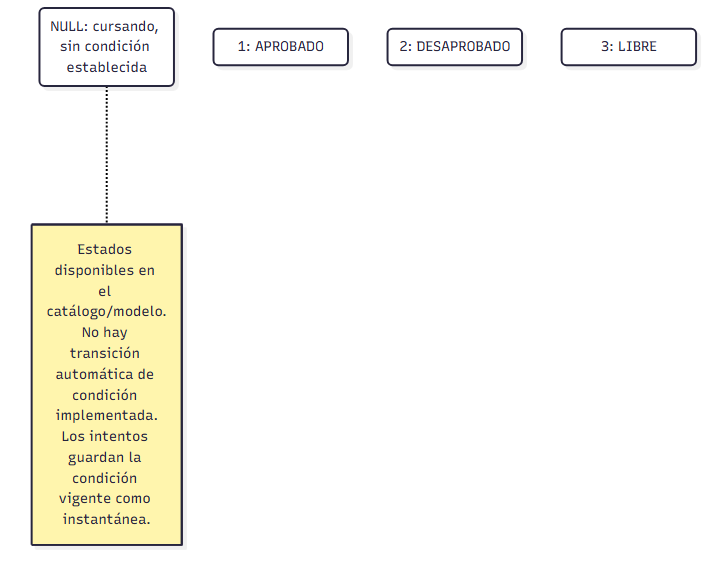 NULL: cursando,
sin condición
establecida
1: APROBADO
2: DESAPROBADO
3: LIBRE
Estados
disponibles en
el
catálogo/modelo.
No hay
transición
automática de
condición
implementada.
Los intentos
guardan la
condición
vigente como
instantánea.